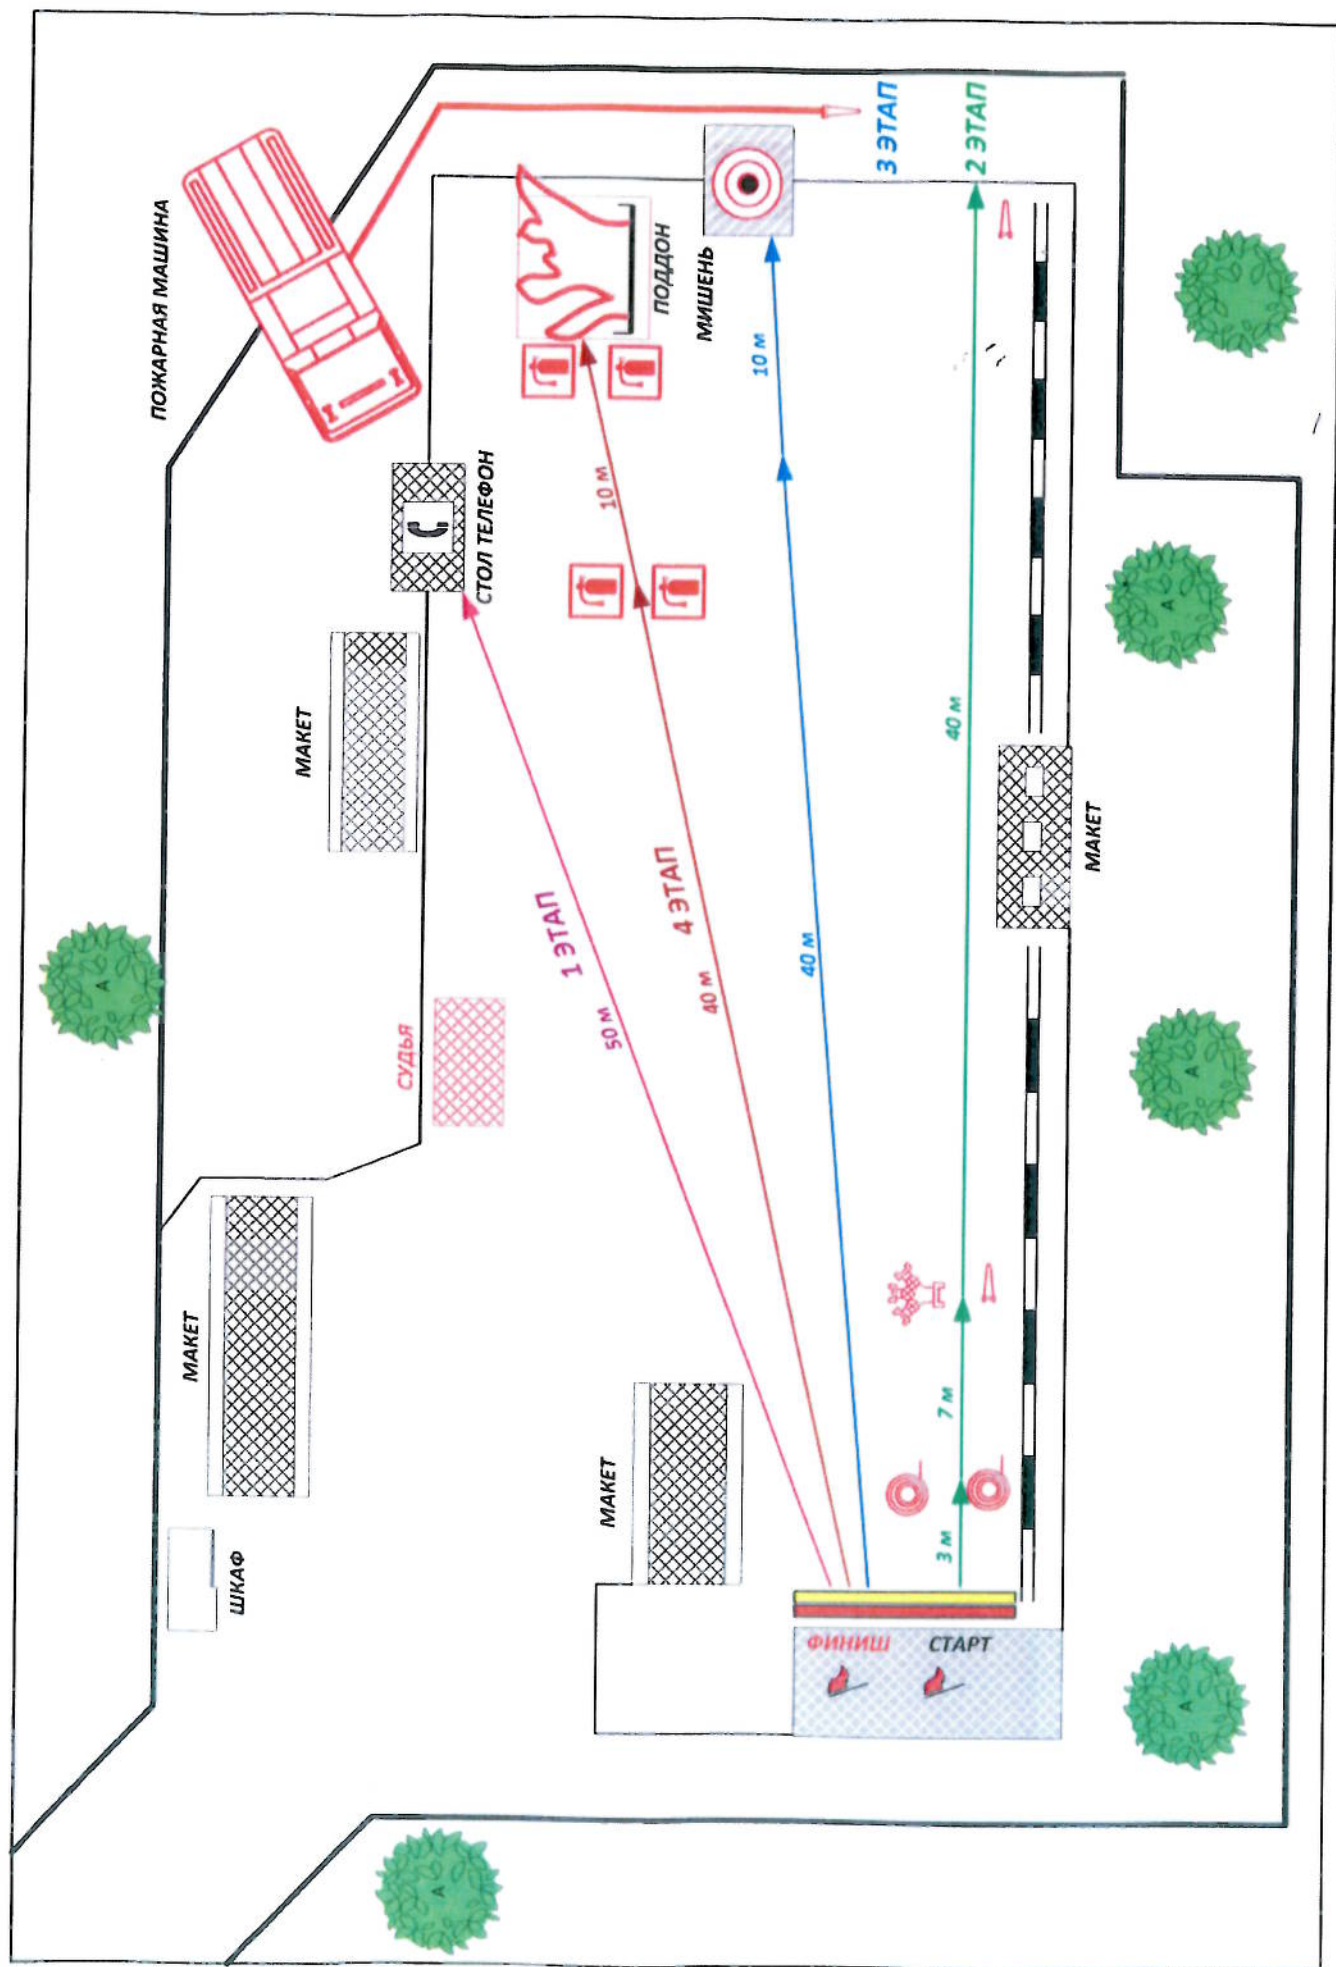 ПОЖАРНАЯ МАШИНА
3 ЭТАП
2 ЭТАП
ПОДДОН
МИШЕНЬ
10 м
СТОЛ ТЕЛЕФОН
10 м
МАКЕТ
40 м
МАКЕТ
1 ЭТАП
50 м
4 ЭТАП
40 м
40 м
А
СУДЬЯ
А
А
МАКЕТ
7 м
МАКЕТ
3 м
ШКАФ
ФИНИШ
СТАРТ
А
А